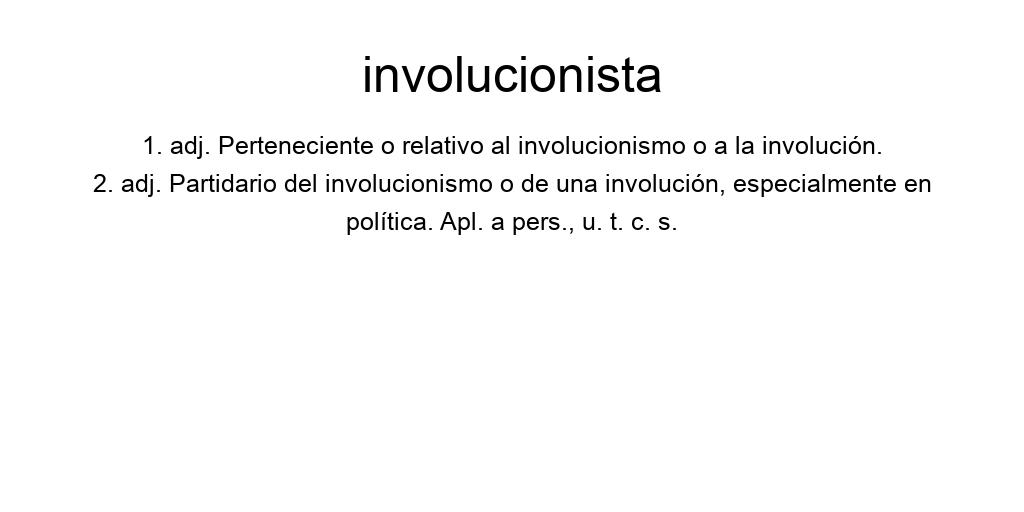 involucionista
1. adj. Perteneciente o relativo al involucionismo o a la involución.
2. adj. Partidario del involucionismo o de una involución, especialmente en
política. Apl. a pers., u. t. c. s.